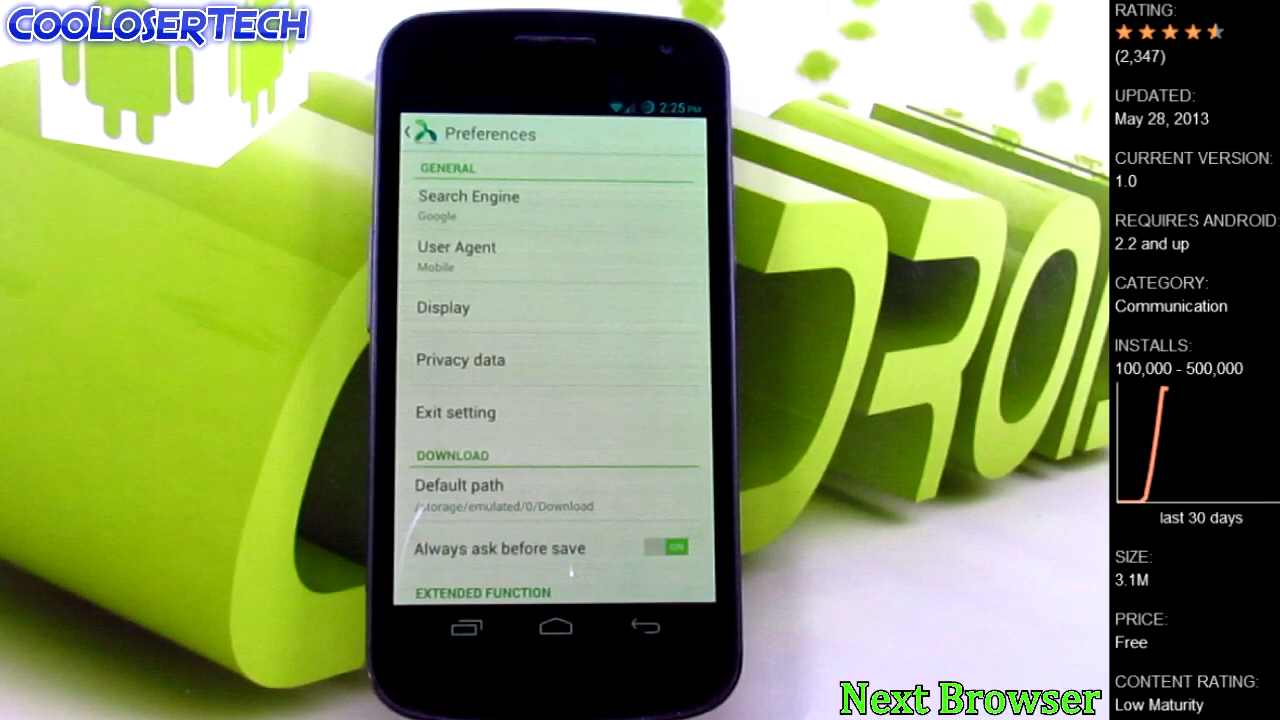 CooLoserTech
2:25 PM
Preferences
GENERAL
Search Engine
Google
User Agent
Mobile
Display
Privacy data
Exit setting
DOWNLOAD
Default path
/storage/emulated/0/Download
Always ask before save
ON
EXTENDED FUNCTION
Next Browser
RATING:
(2,347)
UPDATED:
May 28, 2013
CURRENT VERSION:
1.0
REQUIRES ANDROID:
2.2 and up
CATEGORY:
Communication
INSTALLS:
100,000 - 500,000
last 30 days
SIZE:
3.1M
PRICE:
Free
CONTENT RATING:
Low Maturity